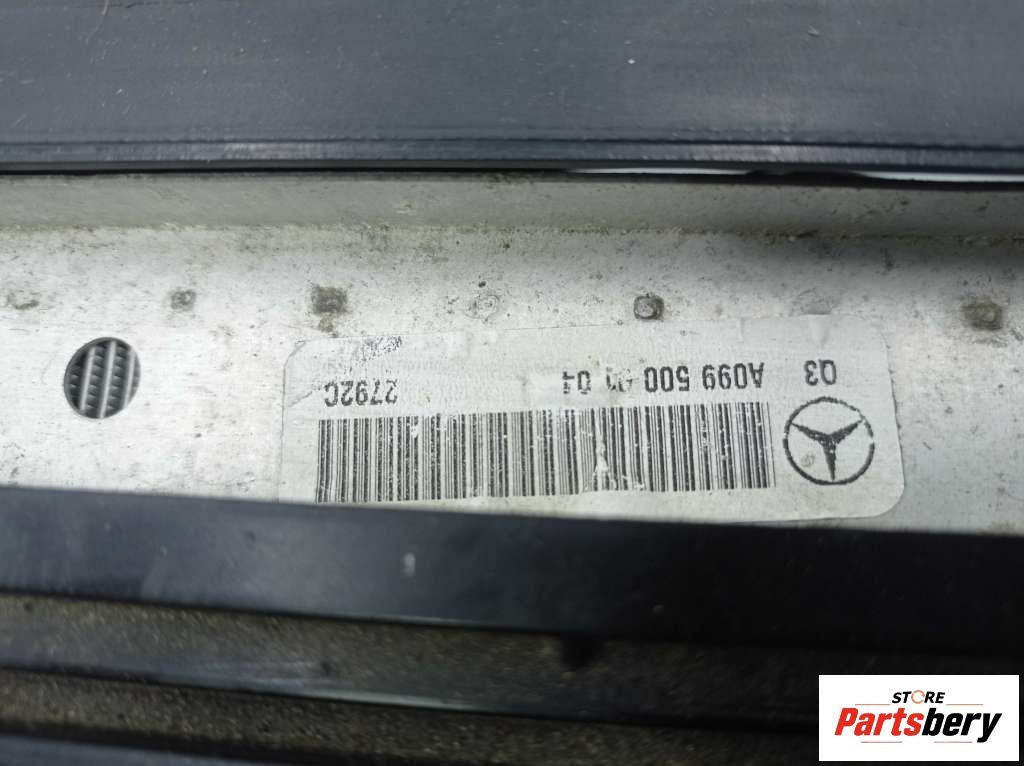 Q3 A099 500 04
2792C
STORE
Partsbery